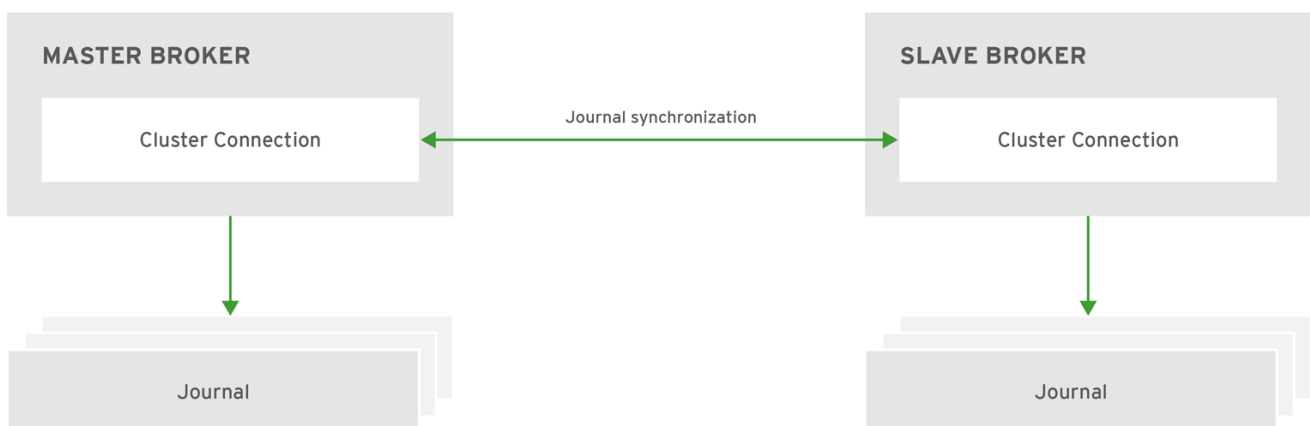 MASTER BROKER
SLAVE BROKER
Cluster Connection
Journal synchronization
Cluster Connection
Journal
Journal